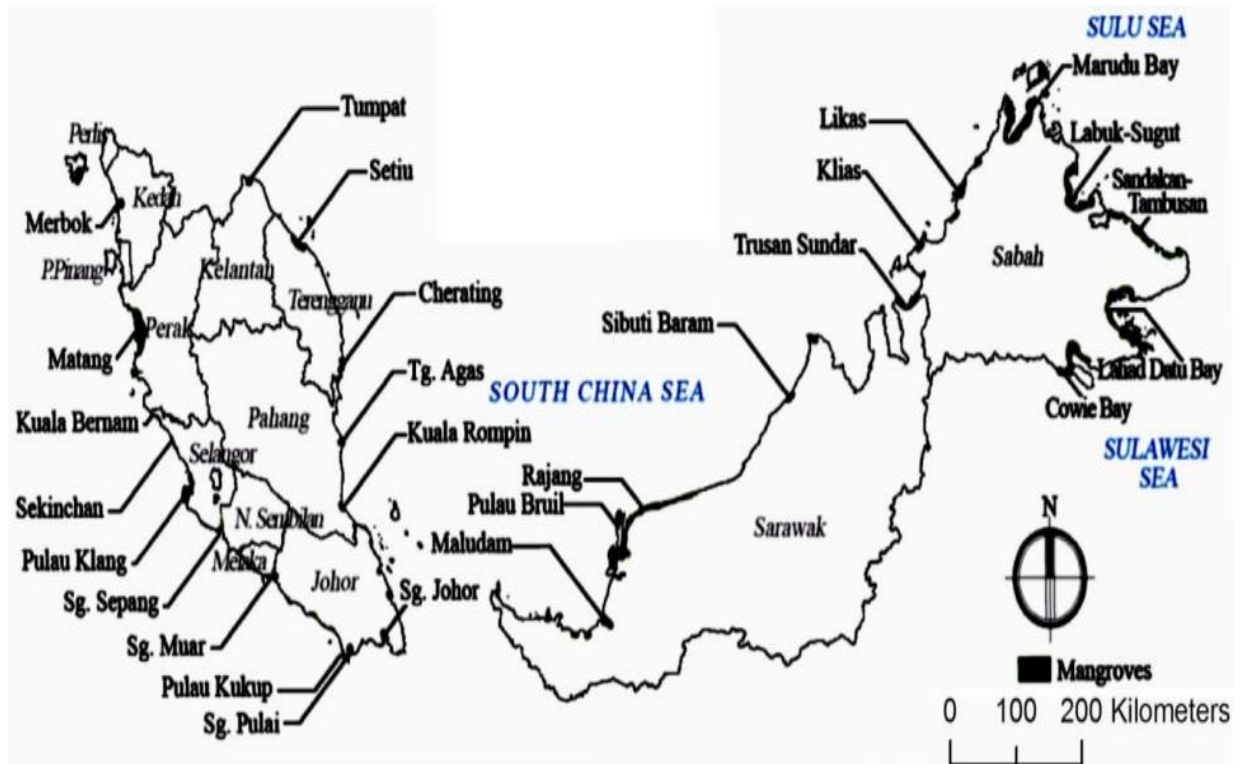 SULU SEA
Marudu Bay
Tumpat
Likas
Labuk-Sugut
Perlis
Setiu
Klias
Sandakan-
Tambusan
Kedah
Merbok
Trusan Sundar
Sabah
P.Pinang
Kelantan
Terengganu
Cherating
Sibuti Baram
Perak
Matang
Tg. Agas
Lahad Datu Bay
SOUTH CHINA SEA
Cowie Bay
Kuala Bernam
Pahang
Kuala Rompin
SULAWESI
SEA
Selangor
Rajang
Sekinchan
Pulau Bruil
N
N. Sembilan
Sarawak
Maludam
Pulau Klang
Melaka
Johor
Sg. Johor
Sg. Sepang
Sg. Muar
Mangroves
Pulau Kukup
Sg. Pulai
0 100 200 Kilometers